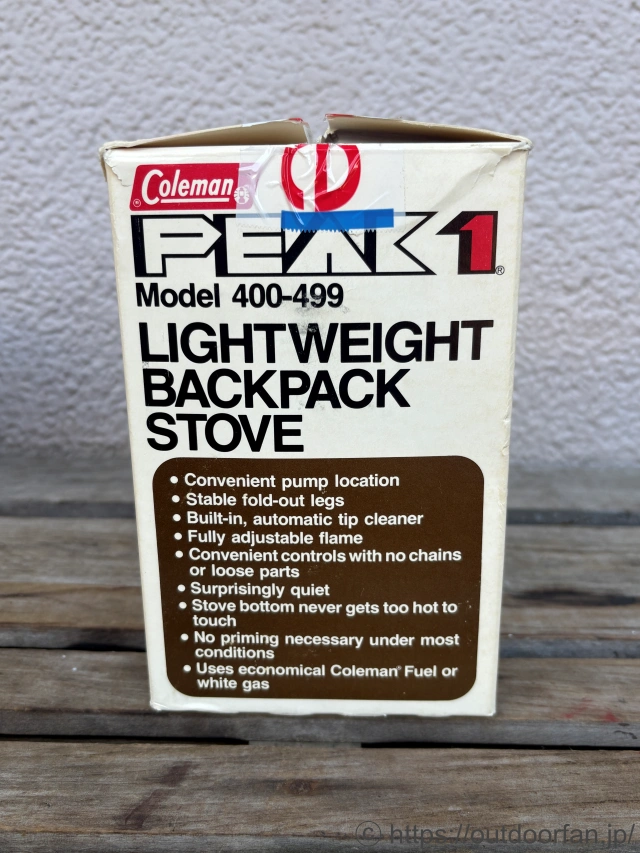 Coleman
PEAK 1®
Model 400-499
LIGHTWEIGHT
BACKPACK
STOVE
• Convenient pump location
• Stable fold-out legs
• Built-in, automatic tip cleaner
• Fully adjustable flame
• Convenient controls with no chains
or loose parts
• Surprisingly quiet
• Stove bottom never gets too hot to
touch
• No priming necessary under most
conditions
• Uses economical Coleman® Fuel or
white gas
© https://outdoorfan.jp/